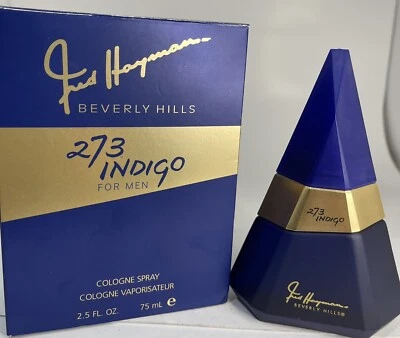 Fred Hayman
BEVERLY HILLS
273
INDIGO
FOR MEN
COLOGNE SPRAY
COLOGNE VAPORISATEUR
2.5 FL. OZ. 75 mL e
273
INDIGO
Fred Hayman
BEVERLY HILLS®